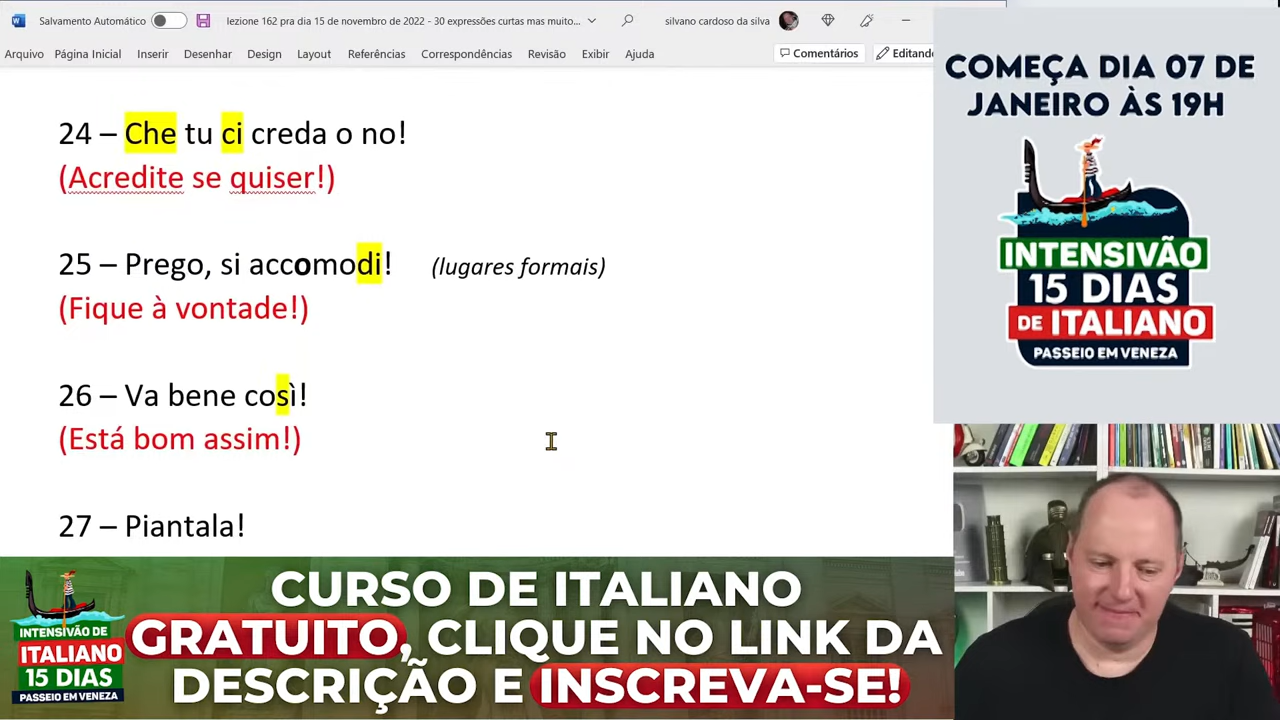 Salvamento Automático
lezione 162 pra dia 15 de novembro de 2022 - 30 expressões curtas mas muito...
silvano cardoso da silva
Arquivo Página Inicial Inserir Desenhar Design Layout Referências Correspondências Revisão Exibir Ajuda
Comentários
Editando
24 – Che tu ci creda o no!
(Acredite se quiser!)
25 – Prego, si accomodi! (lugares formais)
(Fique à vontade!)
26 – Va bene così!
(Está bom assim!)
27 – Piantala!
COMEÇA DIA 07 DE
JANEIRO ÀS 19H
INTENSIVÃO
15 DIAS
DE ITALIANO
PASSEIO EM VENEZA
INTENSIVÃO DE
ITALIANO
15 DIAS
PASSEIO EM VENEZA
CURSO DE ITALIANO
GRATUITO, CLIQUE NO LINK DA
DESCRIÇÃO E INSCREVA-SE!